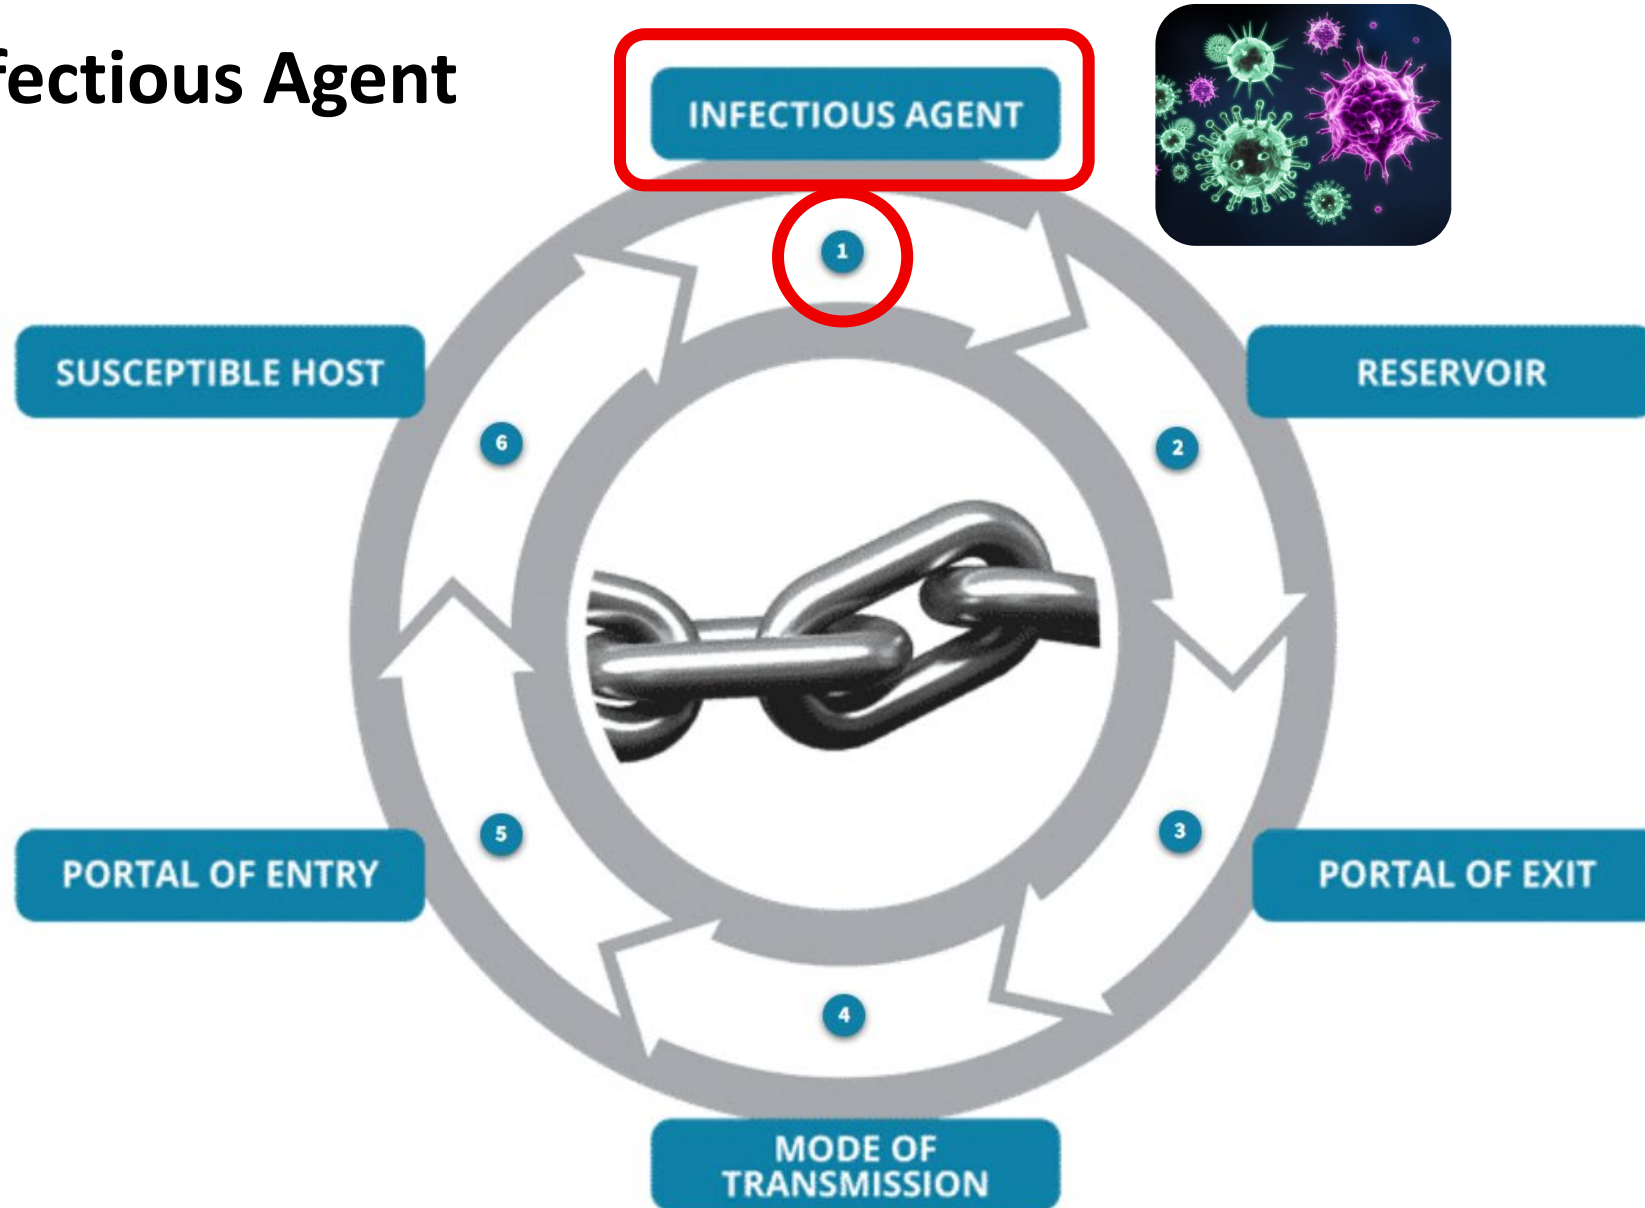 fectious Agent
INFECTIOUS AGENT
1
SUSCEPTIBLE HOST
RESERVOIR
6
2
5
3
PORTAL OF ENTRY
PORTAL OF EXIT
4
MODE OF
TRANSMISSION